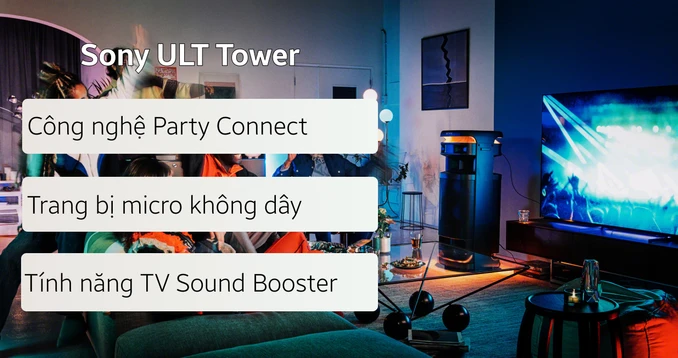 Sony ULT Tower
Công nghệ Party Connect
Trang bị micro không dây
Tính năng TV Sound Booster